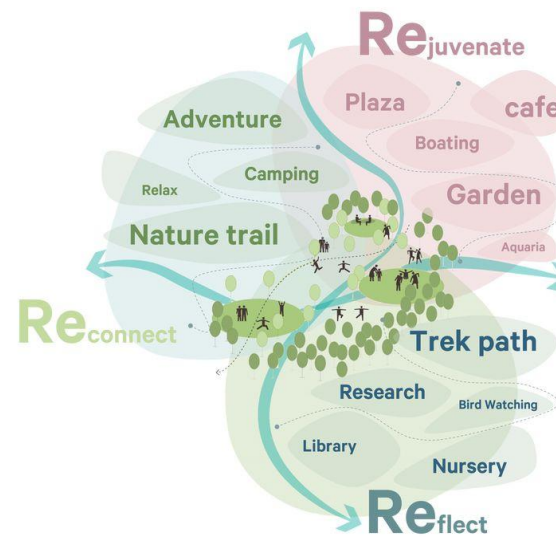 Rejuvenate
Plaza
cafe
Adventure
Boating
Camping
Relax
Garden
Nature trail
Aquaria
Reconnect
Trek path
Research
Bird Watching
Library
Nursery
Reflect